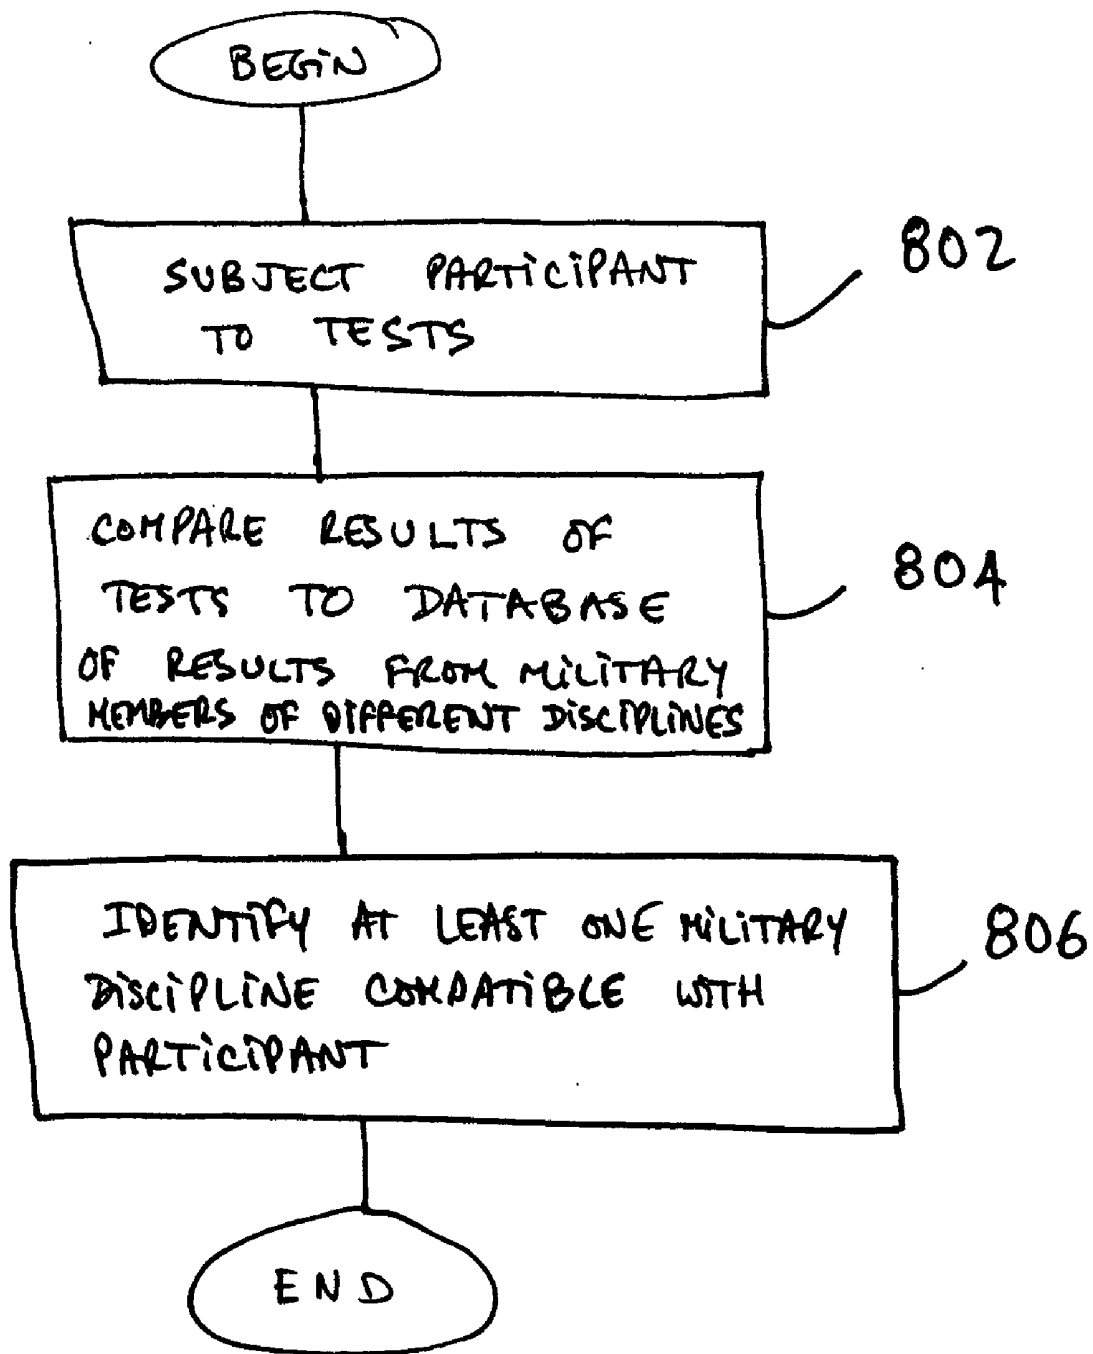 BEGIN
SUBJECT PARTICIPANT
TO TESTS
802
COMPARE RESULTS OF
TESTS TO DATABASE
OF RESULTS FROM MILITARY
MEMBERS OF DIFFERENT DISCIPLINES
804
IDENTIFY AT LEAST ONE MILITARY
DISCIPLINE COMPATIBLE WITH
PARTICIPANT
806
END